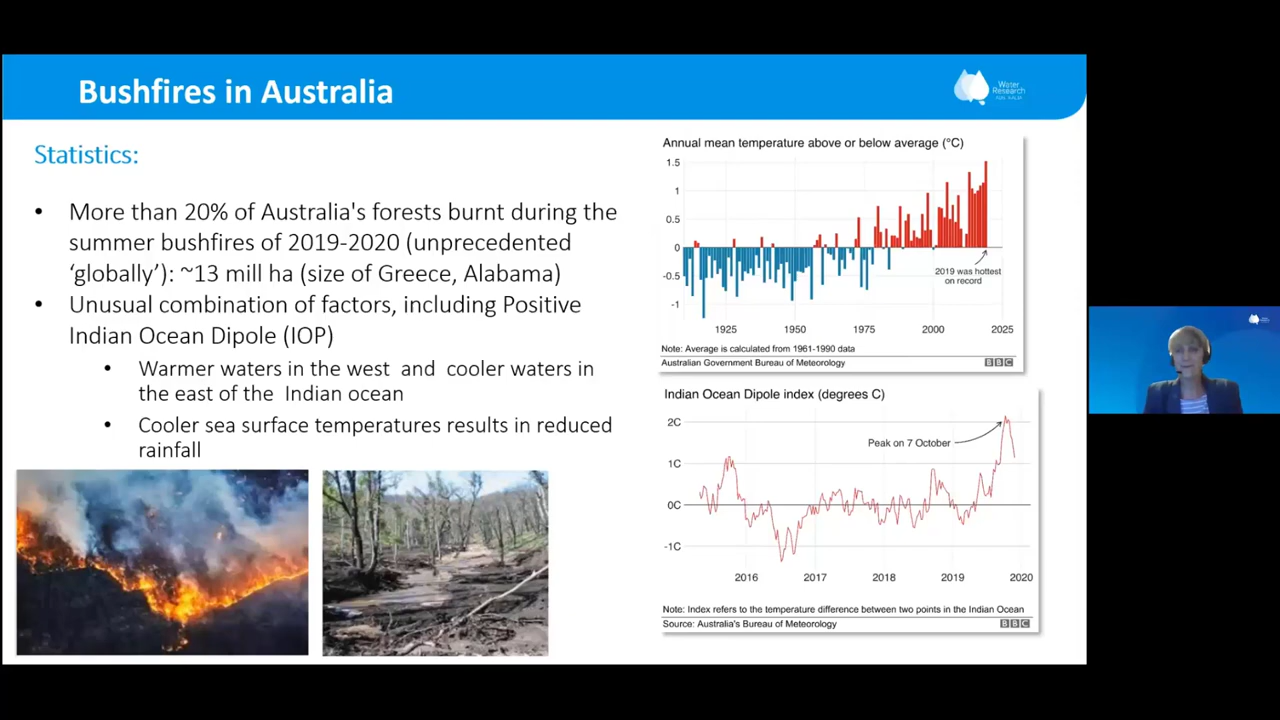 Bushfires in Australia
Water
Research
Statistics:
• More than 20% of Australia's forests burnt during the
summer bushfires of 2019-2020 (unprecedented
‘globally’): ~13 mill ha (size of Greece, Alabama)
• Unusual combination of factors, including Positive
Indian Ocean Dipole (IOP)
• Warmer waters in the west and cooler waters in
the east of the Indian ocean
• Cooler sea surface temperatures results in reduced
rainfall
Annual mean temperature above or below average (°C)
1.5
1
0.5
0
-0.5
-1
2019 was hottest
on record
1925 1950 1975 2000 2025
Note: Average is calculated from 1961-1990 data
Australian Government Bureau of Meteorology BBC
Indian Ocean Dipole index (degrees C)
2C
Peak on 7 October
1C
0C
-1C
2016 2017 2018 2019 2020
Note: Index refers to the temperature difference between two points in the Indian Ocean
Source: Australia's Bureau of Meteorology BBC